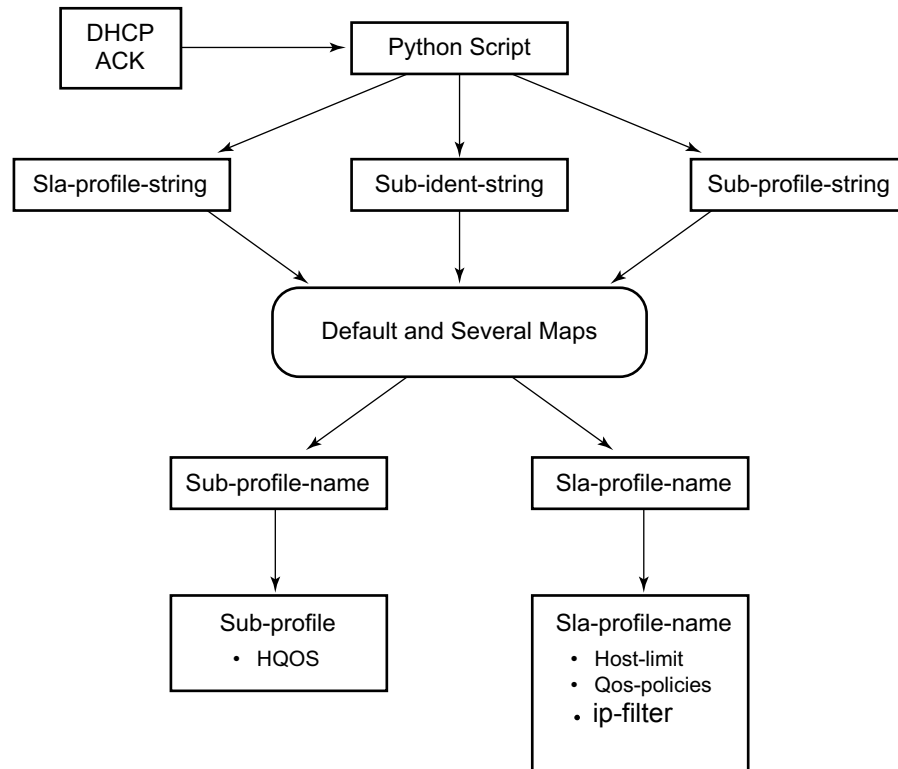 DHCP
ACK
Python Script
Sla-profile-string
Sub-ident-string
Sub-profile-string
Default and Several Maps
Sub-profile-name
Sla-profile-name
Sub-profile
• HQOS
Sla-profile-name
• Host-limit
• Qos-policies
• ip-filter